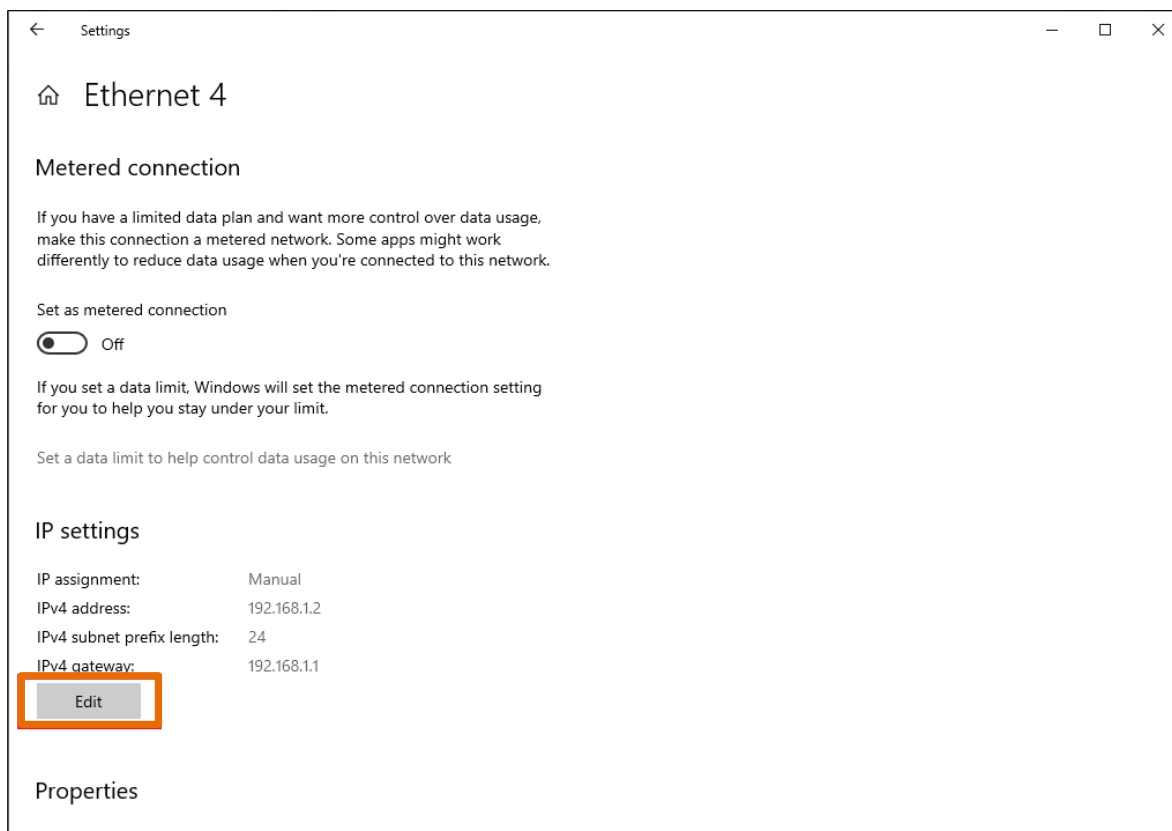 Settings
Ethernet 4
Metered connection
If you have a limited data plan and want more control over data usage,
make this connection a metered network. Some apps might work
differently to reduce data usage when you're connected to this network.
Set as metered connection
Off
If you set a data limit, Windows will set the metered connection setting
for you to help you stay under your limit.
Set a data limit to help control data usage on this network
IP settings
IP assignment: Manual
IPv4 address: 192.168.1.2
IPv4 subnet prefix length: 24
IPv4 gateway: 192.168.1.1
Edit
Properties